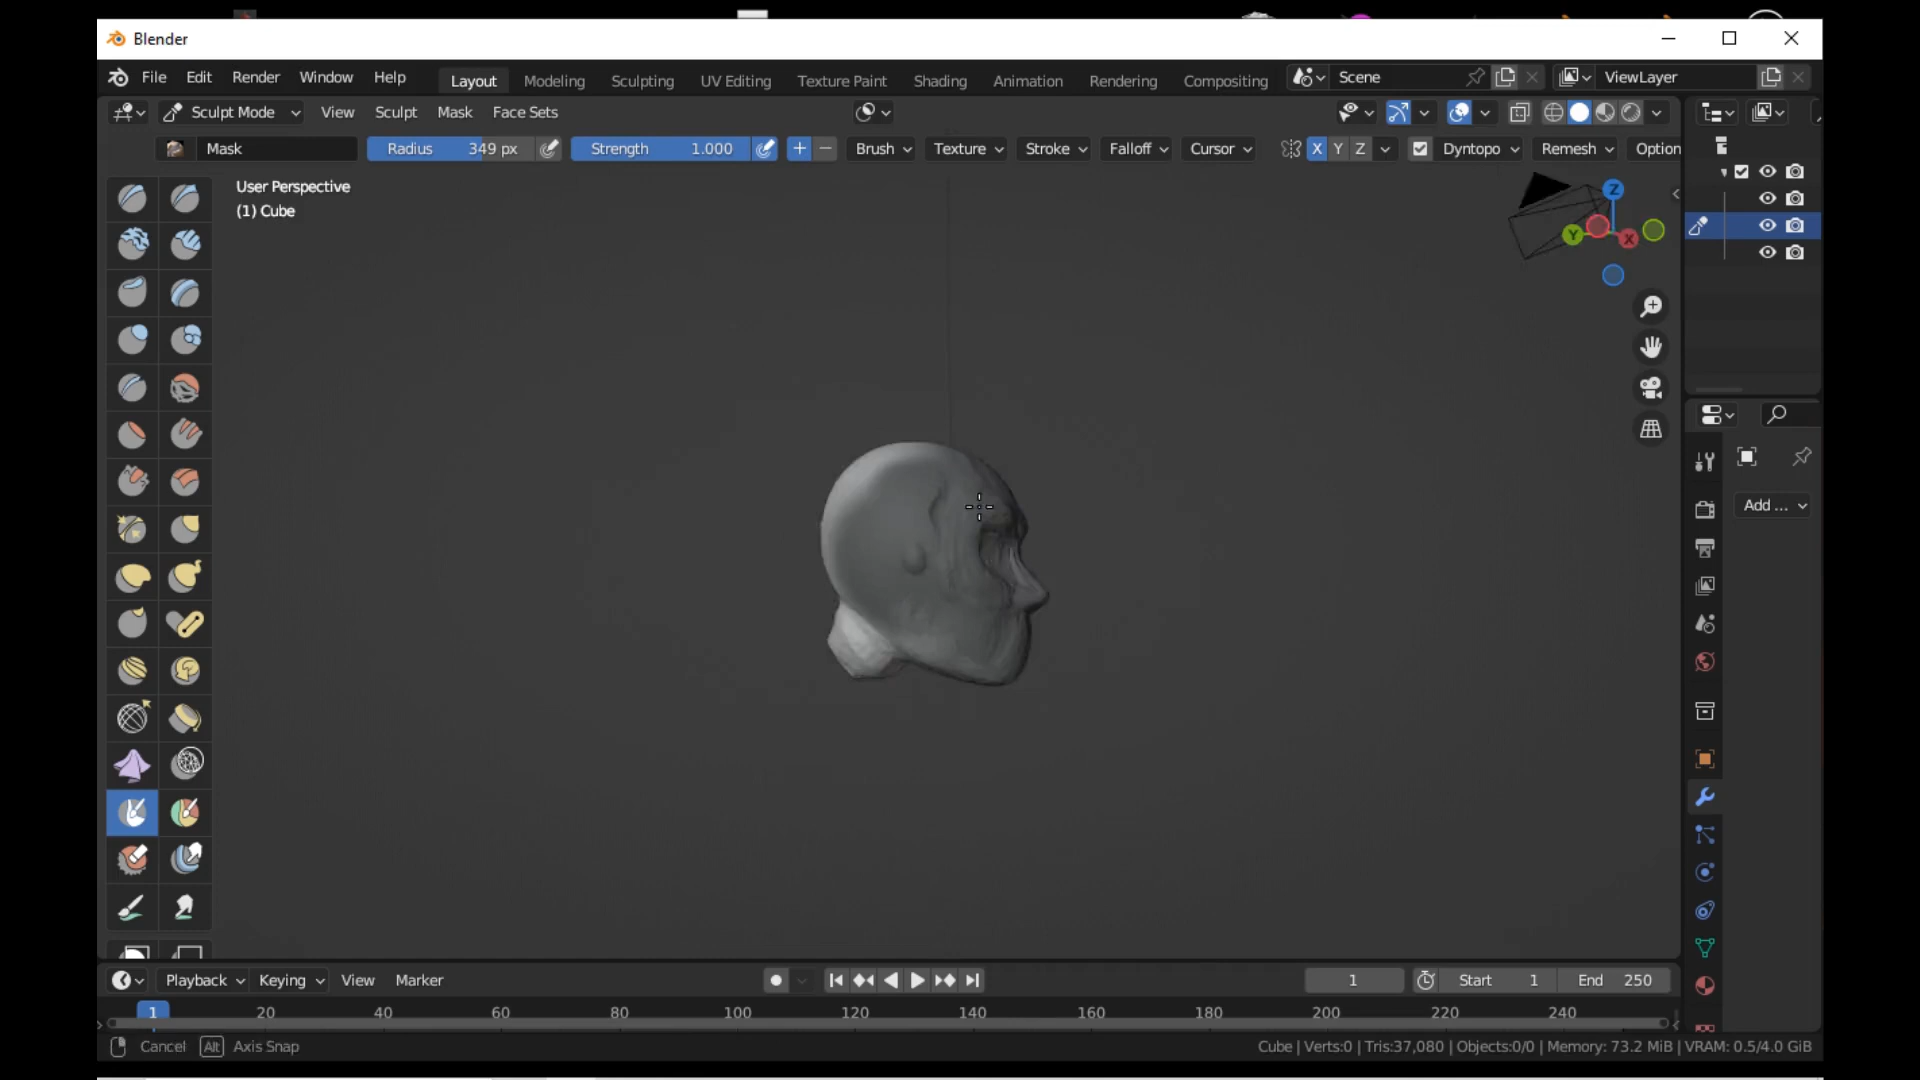 Blender
File Edit Render Window Help Layout Modeling Sculpting UV Editing Texture Paint Shading Animation Rendering Compositing Scene ViewLayer
Sculpt Mode View Sculpt Mask Face Sets
Mask Radius 349 px Strength 1.000 Brush Texture Stroke Falloff Cursor X Y Z Dyntopo Remesh Option
User Perspective
(1) Cube
Z
Y X
Add ...
Playback Keying View Marker 1 Start 1 End 250
1 20 40 60 80 100 120 140 160 180 200 220 240
Cancel Alt Axis Snap Cube | Verts:0 | Tris:37,080 | Objects:0/0 | Memory: 73.2 MiB | VRAM: 0.5/4.0 GiB